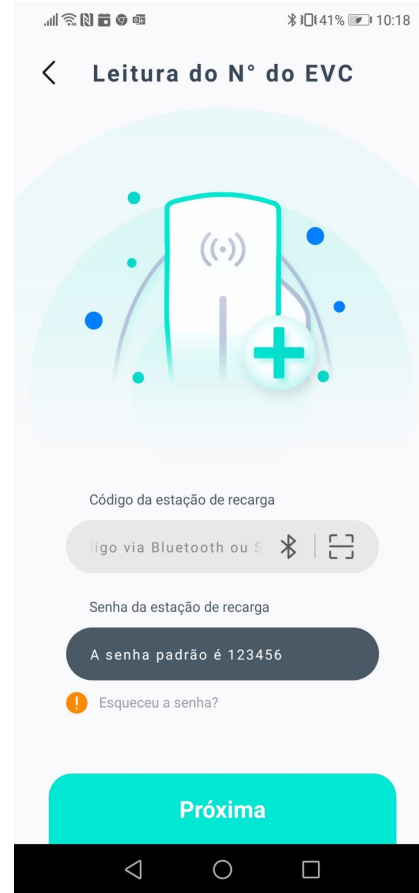 41% 10:18
Leitura do N° do EVC
Código da estação de recarga
digo via Bluetooth ou S
Senha da estação de recarga
A senha padrão é 123456
Esqueceu a senha?
Próxima